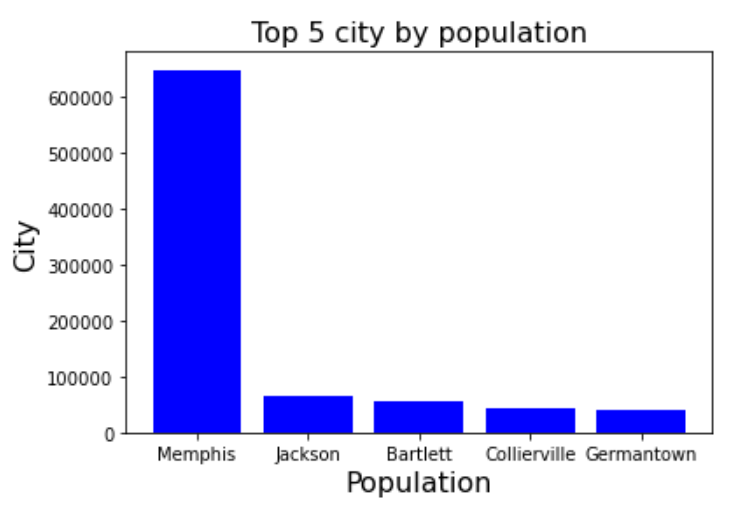 Top 5 city by population
600000
500000
400000
300000
200000
100000
0
City
Memphis Jackson Bartlett Collierville Germantown
Population